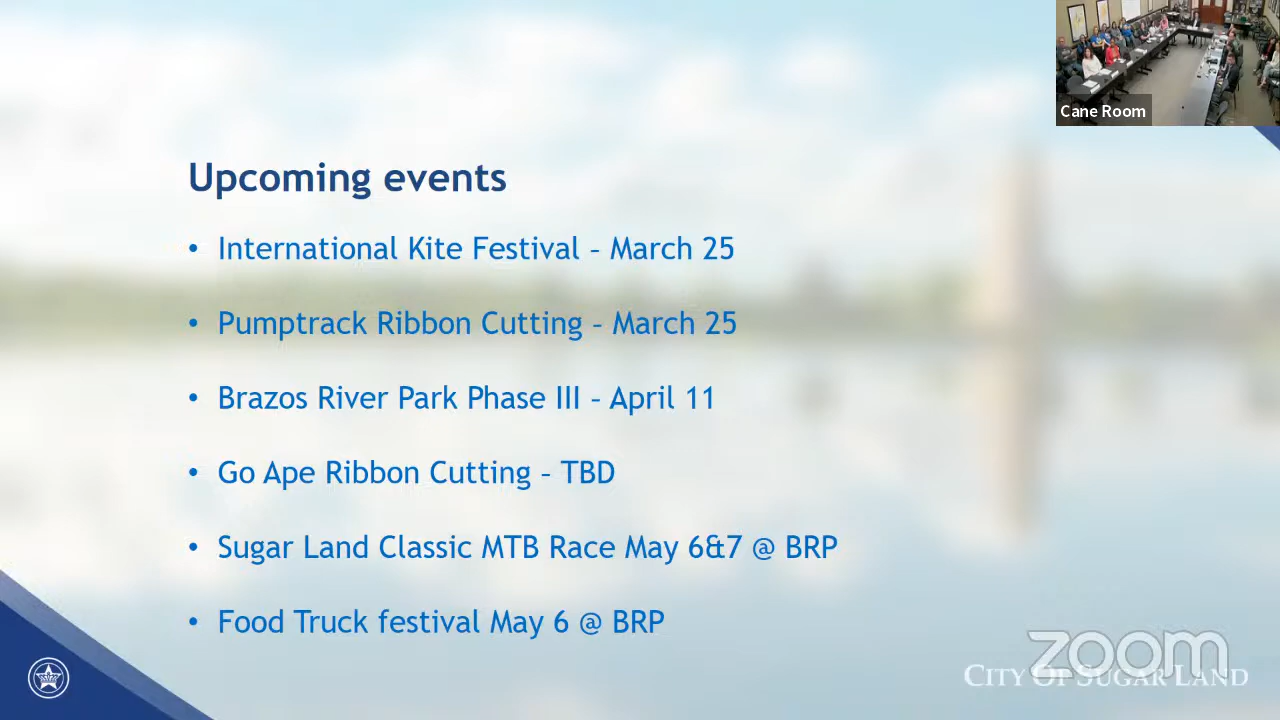 Cane Room
Upcoming events
• International Kite Festival – March 25
• Pumptrack Ribbon Cutting – March 25
• Brazos River Park Phase III – April 11
• Go Ape Ribbon Cutting – TBD
• Sugar Land Classic MTB Race May 6&7 @ BRP
• Food Truck festival May 6 @ BRP
zoom
CITY OF SUGAR LAND